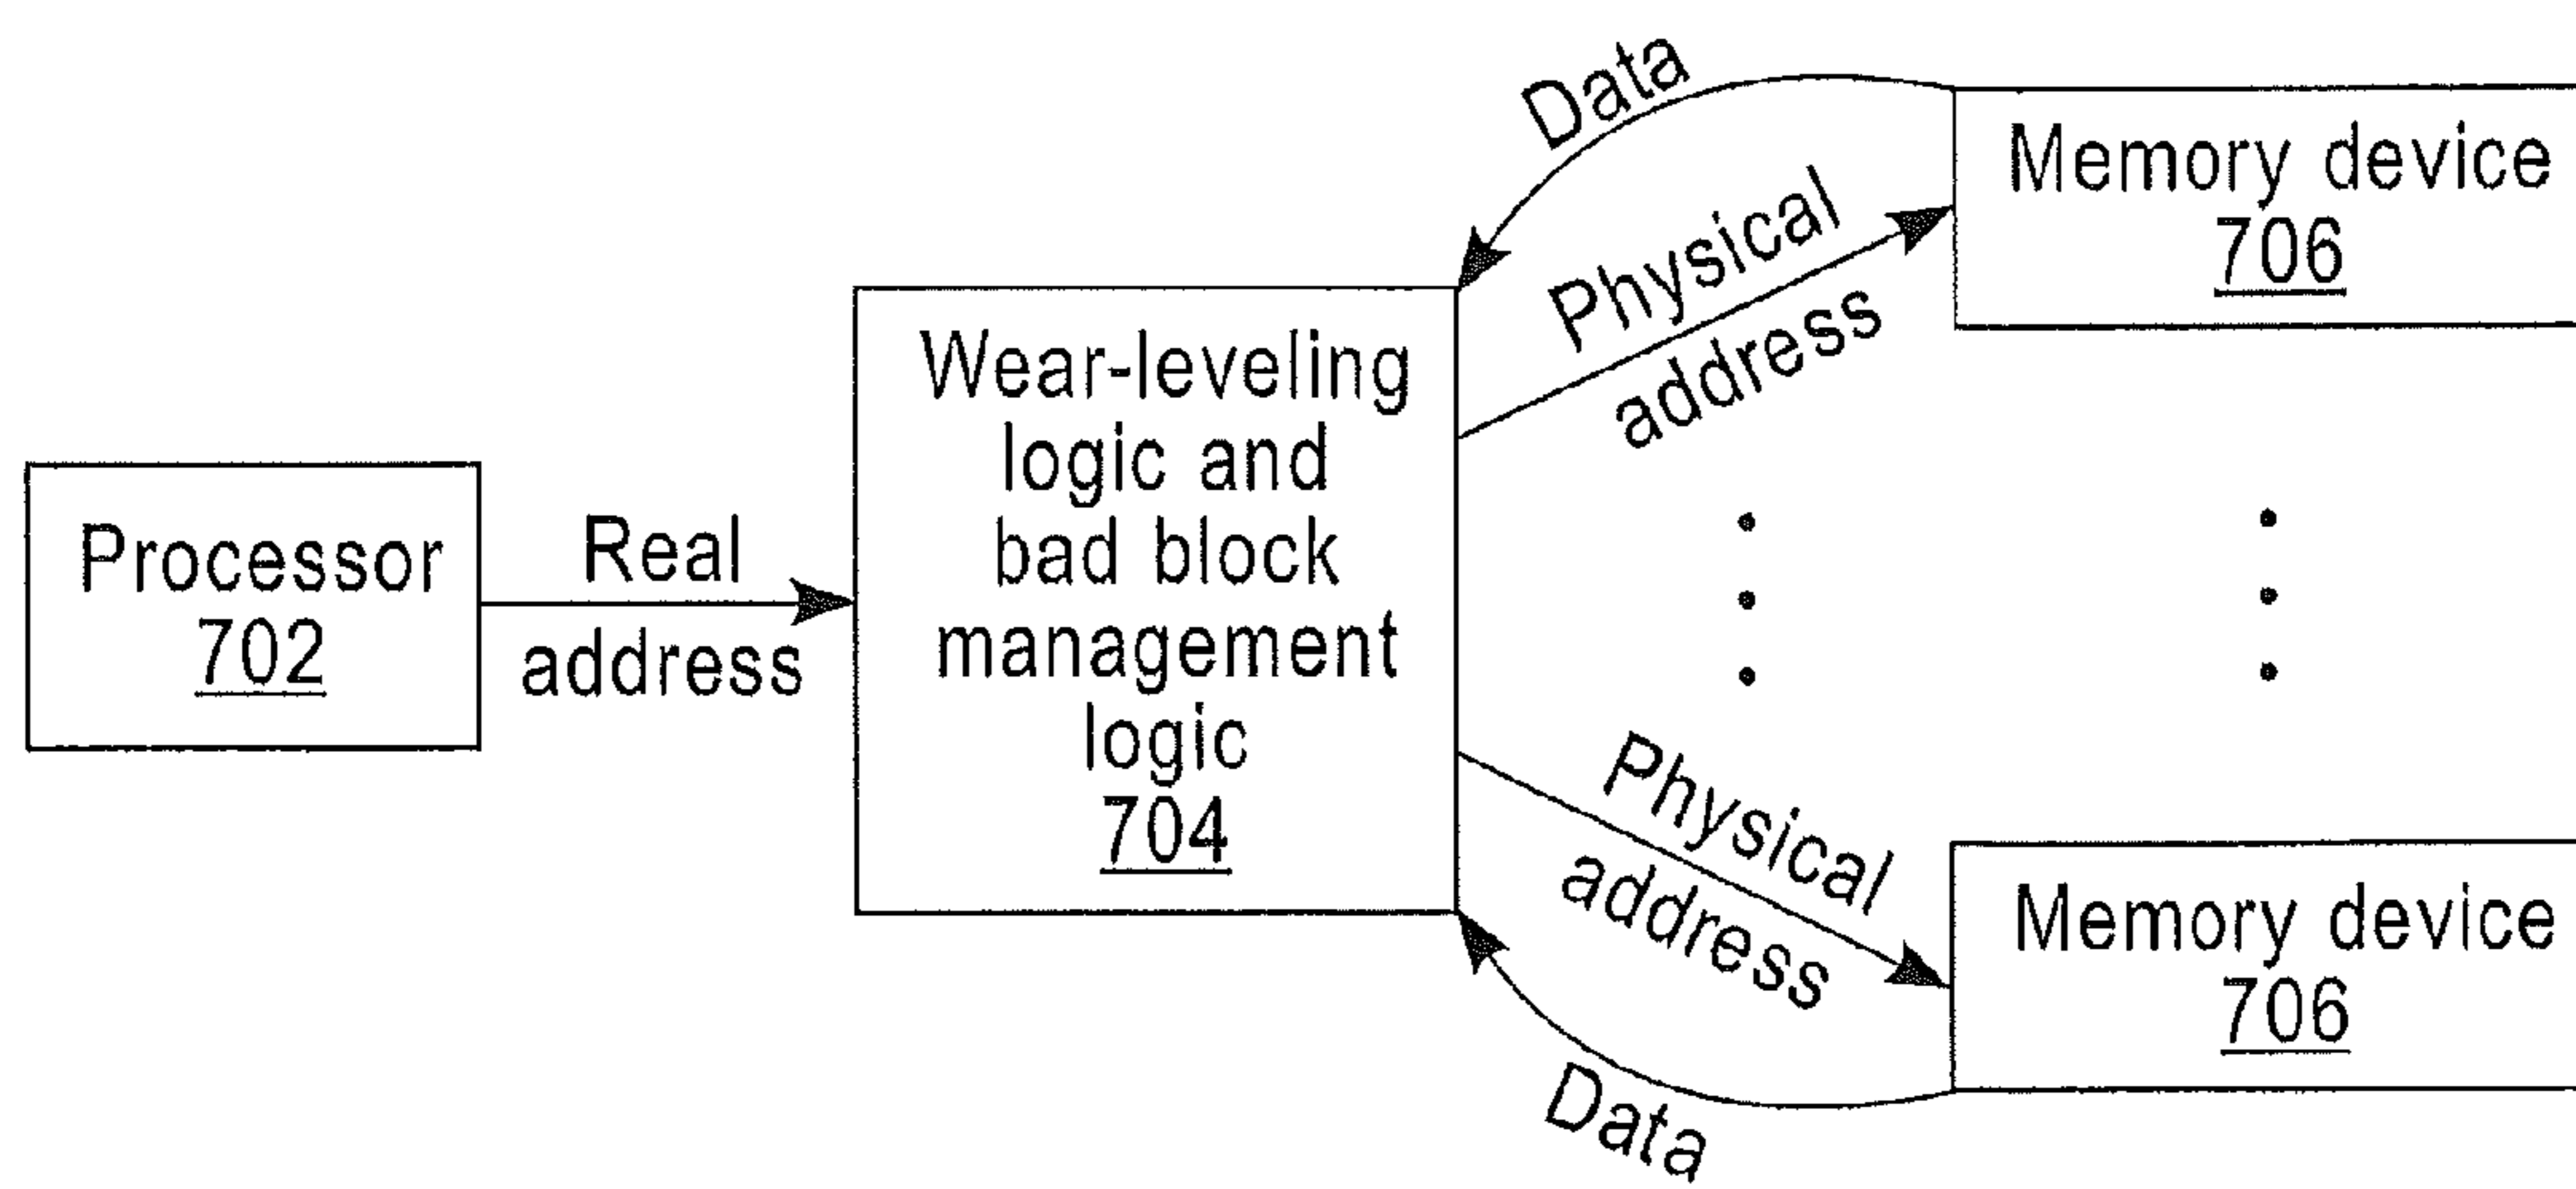 Processor
702
Real
address
Wear-leveling
logic and
bad block
management
logic
704
Data
Physical
address
Memory device
706
Physical
address
Data
Memory device
706